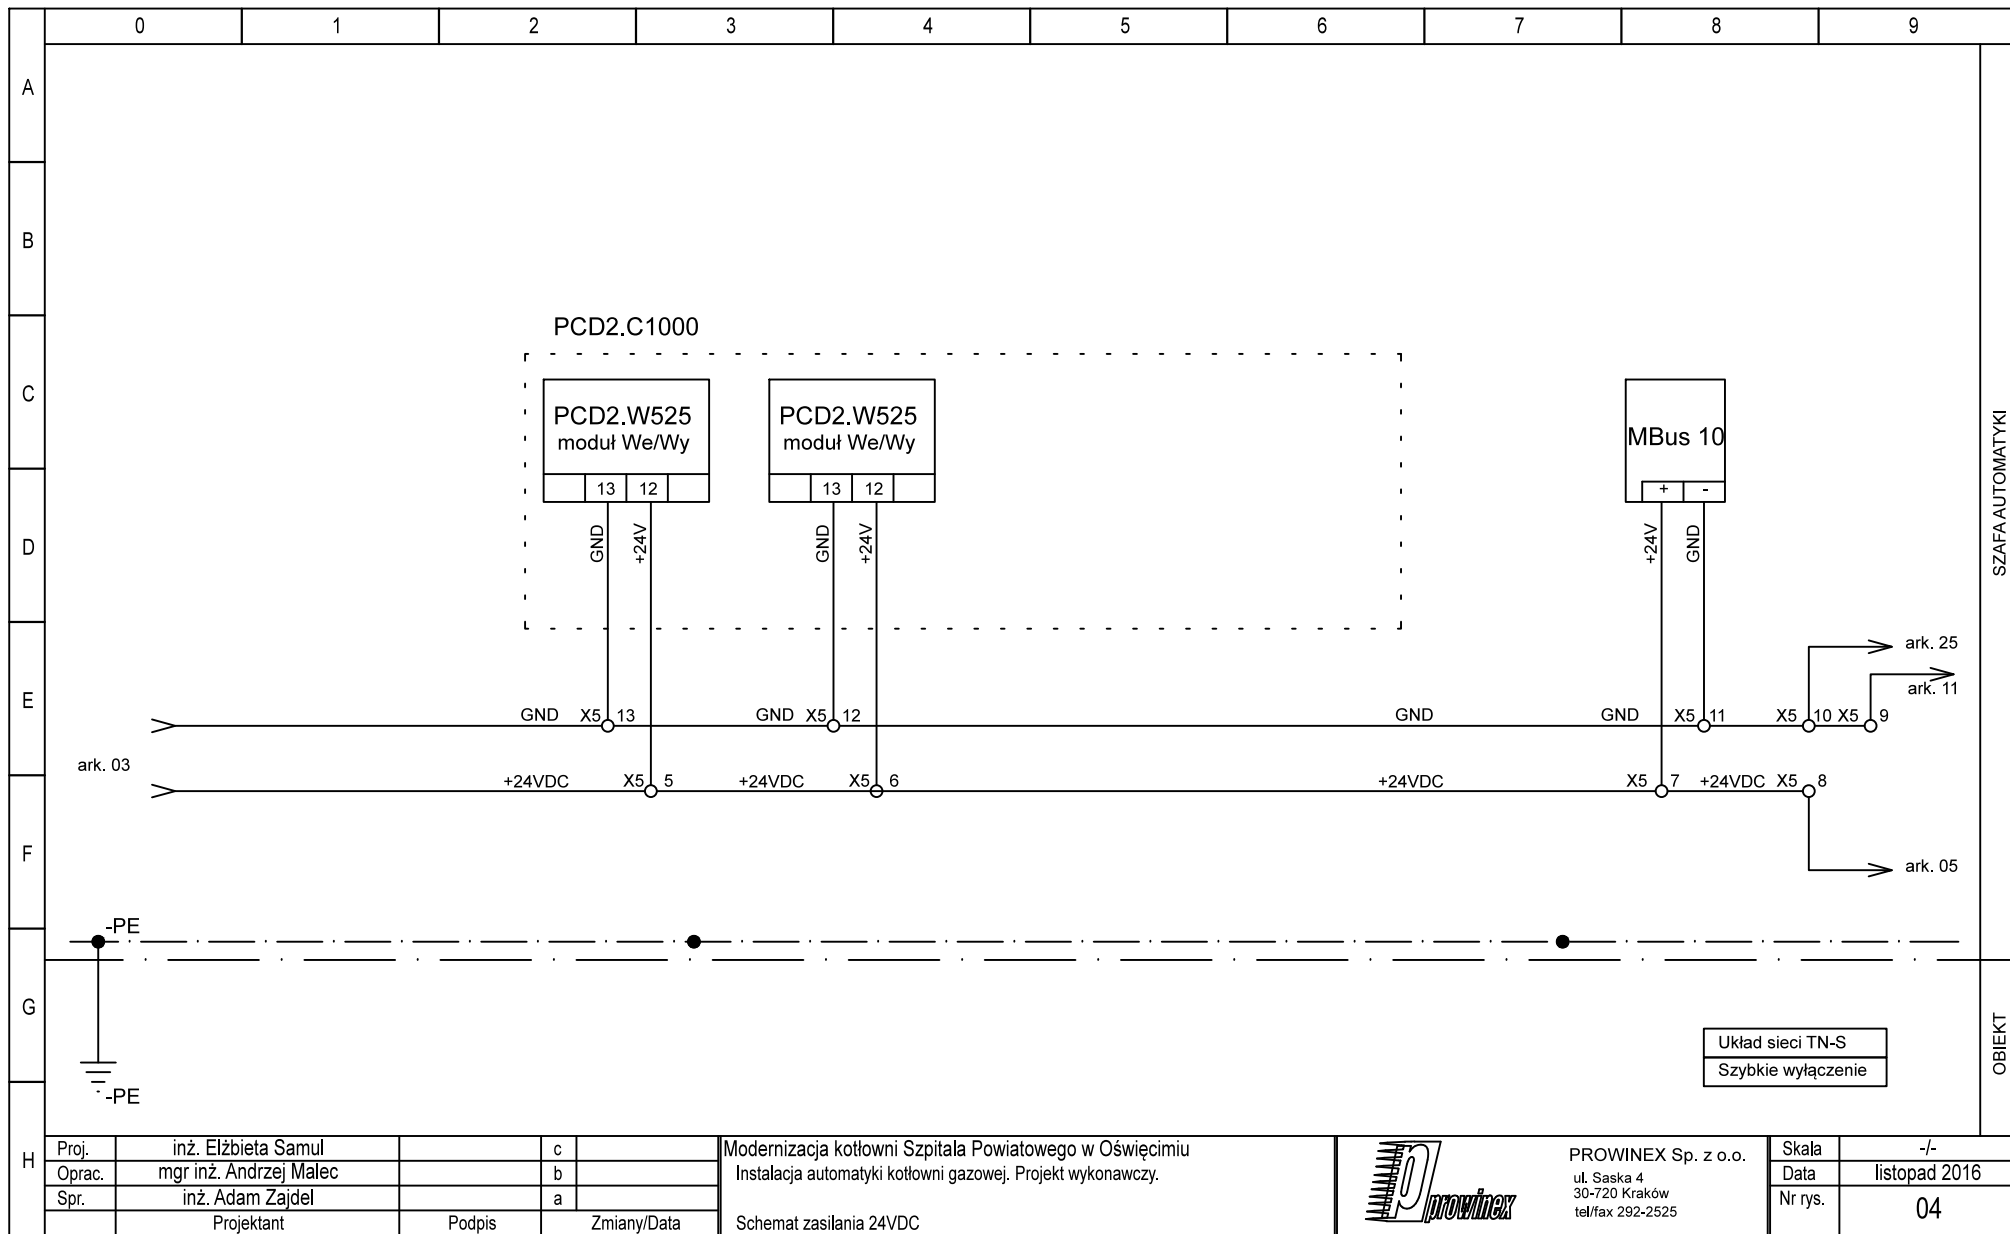 0 1 2 3 4 5 6 7 8 9
A
B
C
D
E
F
G
H
PCD2.C1000
PCD2.W525
moduł We/Wy
13 12
GND +24V
PCD2.W525
moduł We/Wy
13 12
GND +24V
MBus 10
+ -
+24V GND
SZAFA AUTOMATYKI
ark. 25
ark. 11
GND X5 13 GND X5 12 GND GND X5 11 X5 10 X5 9
ark. 03
+24VDC X5 5 +24VDC X5 6 +24VDC X5 7 +24VDC X5 8
ark. 05
-PE
-PE
OBIEKT
Układ sieci TN-S
Szybkie wyłączenie
Proj. inż. Elżbieta Samul c
Oprac. mgr inż. Andrzej Malec b
Spr. inż. Adam Zajdel a
Projektant Podpis Zmiany/Data
Modernizacja kotłowni Szpitala Powiatowego w Oświęcimiu
Instalacja automatyki kotłowni gazowej. Projekt wykonawczy.
Schemat zasilania 24VDC
p prowinex
PROWINEX Sp. z o.o.
ul. Saska 4
30-720 Kraków
tel/fax 292-2525
Skala -/-
Data listopad 2016
Nr rys. 04